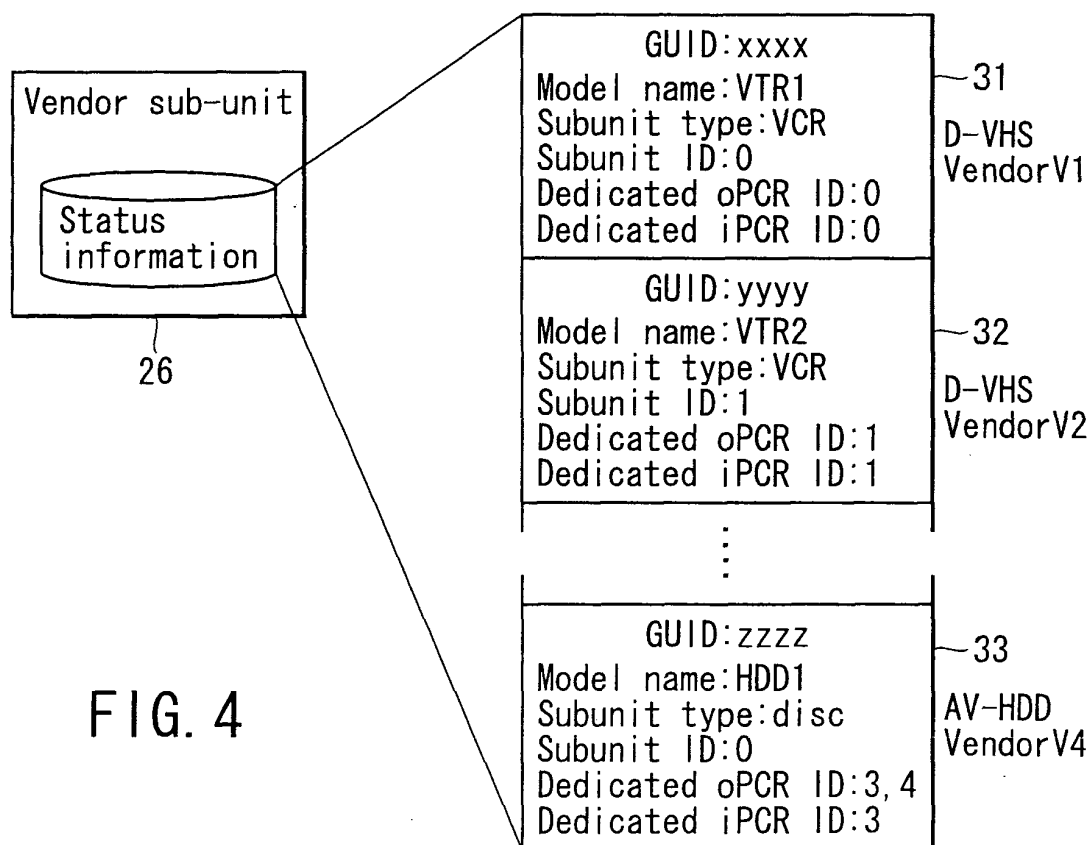 Vendor sub-unit
Status
information
26
GUID:xxxx
Model name:VTR1
Subunit type:VCR
Subunit ID:0
Dedicated oPCR ID:0
Dedicated iPCR ID:0
31
D-VHS
VendorV1
GUID:yyyy
Model name:VTR2
Subunit type:VCR
Subunit ID:1
Dedicated oPCR ID:1
Dedicated iPCR ID:1
32
D-VHS
VendorV2
GUID:zzzz
Model name:HDD1
Subunit type:disc
Subunit ID:0
Dedicated oPCR ID:3,4
Dedicated iPCR ID:3
33
AV-HDD
VendorV4
FIG. 4